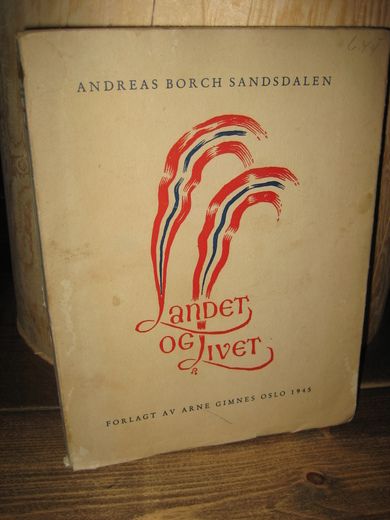 ANDREAS BORCH SANDSDALEN
LANDET
OG LIVET
FORLAGT AV ARNE GIMNES OSLO 1945